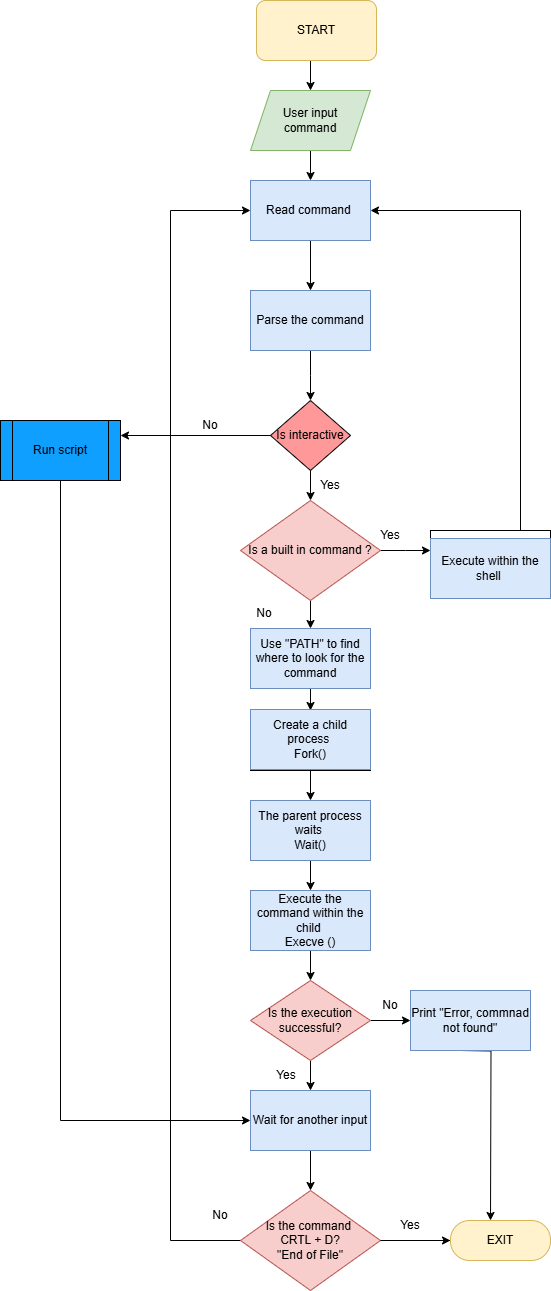 START
User input
command
Read command
Parse the command
Is interactive
No
Run script
Yes
Is a built in command ?
Yes
Execute within the
shell
No
Use "PATH" to find
where to look for the
command
Create a child
process
Fork()
The parent process
waits
Wait()
Execute the
command within the
child
Execve ()
Is the execution
successful?
No
Print "Error, commnad
not found"
Yes
Wait for another input
No
Is the command
CRTL + D?
"End of File"
Yes
EXIT